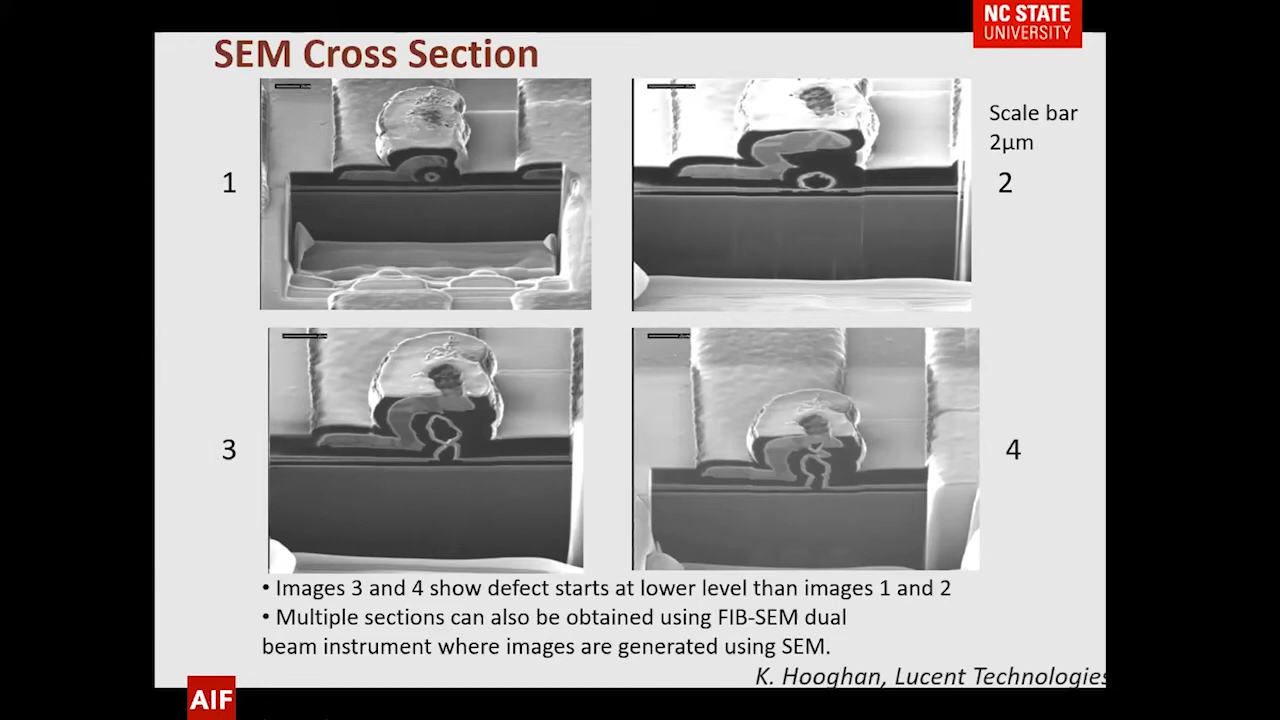 NC STATE
UNIVERSITY
SEM Cross Section
Scale bar
2μm
1
2
3
4
• Images 3 and 4 show defect starts at lower level than images 1 and 2
• Multiple sections can also be obtained using FIB-SEM dual
beam instrument where images are generated using SEM.
K. Hooghan, Lucent Technologies
AIF